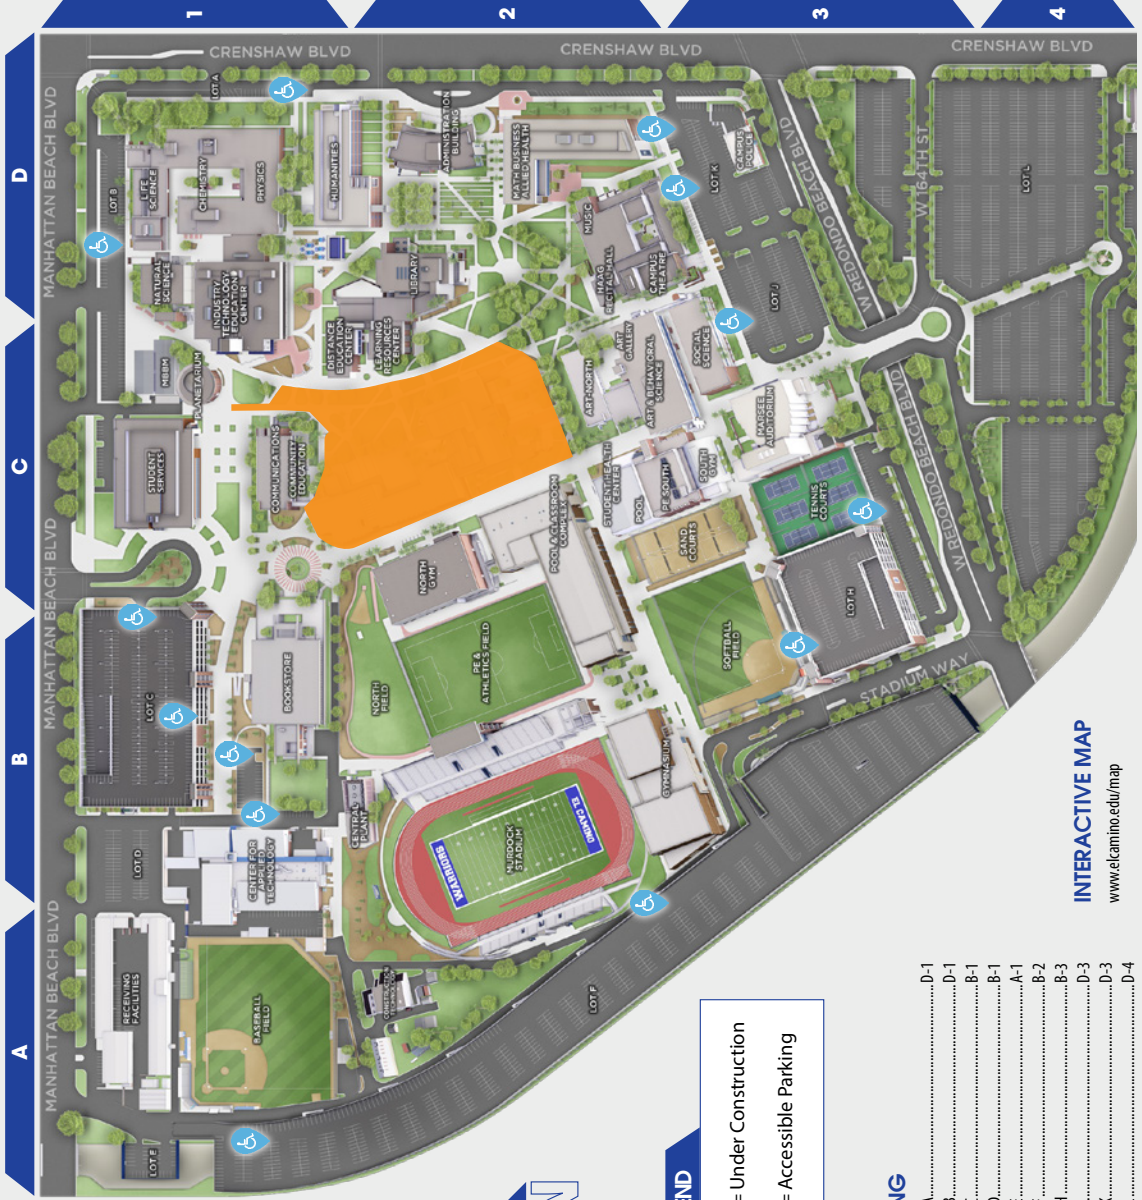 1
2
3
4
CRENSHAW BLVD
CRENSHAW BLVD
CRENSHAW BLVD
D
C
B
A
MANHATTAN BEACH BLVD
MANHATTAN BEACH BLVD
MANHATTAN BEACH BLVD
MANHATTAN BEACH BLVD
LOT A
LOT B
LIFE
SCIENCE
CHEMISTRY
PHYSICS
HUMANITIES
ADMINISTRATION
BUILDING
MATH BUSINESS
ALLIED HEALTH
CAMPUS
POLICE
LOT K
W REDONDO BEACH BLVD
W 164TH ST
LOT L
NATURAL
SCIENCE
INDUSTRY
TECHNOLOGY
EDUCATION
CENTER
LIBRARY
MUSIC
HAAG
RECITAL HALL
CAMPUS
THEATRE
LOT J
DISTANCE
EDUCATION
CENTER
LEARNING
RESOURCES
CENTER
MBBM
PLANETARIUM
ART-NORTH
ART
GALLERY
ART & BEHAVIORAL
SCIENCE
SOCIAL
SCIENCE
MARSEE
AUDITORIUM
W REDONDO BEACH BLVD
STUDENT
SERVICES
COMMUNICATIONS
COMMUNITY
EDUCATION
STUDENT HEALTH
CENTER
POOL
PE SOUTH
SOUTH
GYM
TENNIS
COURTS
POOL & CLASSROOM
COMPLEX
SAND
COURTS
NORTH
GYM
LOT H
LOT C
BOOKSTORE
NORTH
FIELD
PE &
ATHLETICS FIELD
SOFTBALL
FIELD
STADIUM WAY
GYMNASIUM
CENTRAL
PLANT
LOT D
CENTER FOR
APPLIED
TECHNOLOGY
WARRIORS
MURDOCK
STADIUM
EL CAMINO
RECEIVING
FACILITIES
BASEBALL
FIELD
CONSTRUCTION
TECHNOLOGY
LOT F
LOT E
INTERACTIVE MAP
www.elcamino.edu/map
N
END
= Under Construction
= Accessible Parking
NG
A D-1
B D-1
C B-1
D B-1
E A-1
F B-2
H B-3
J D-3
K D-3
D-4